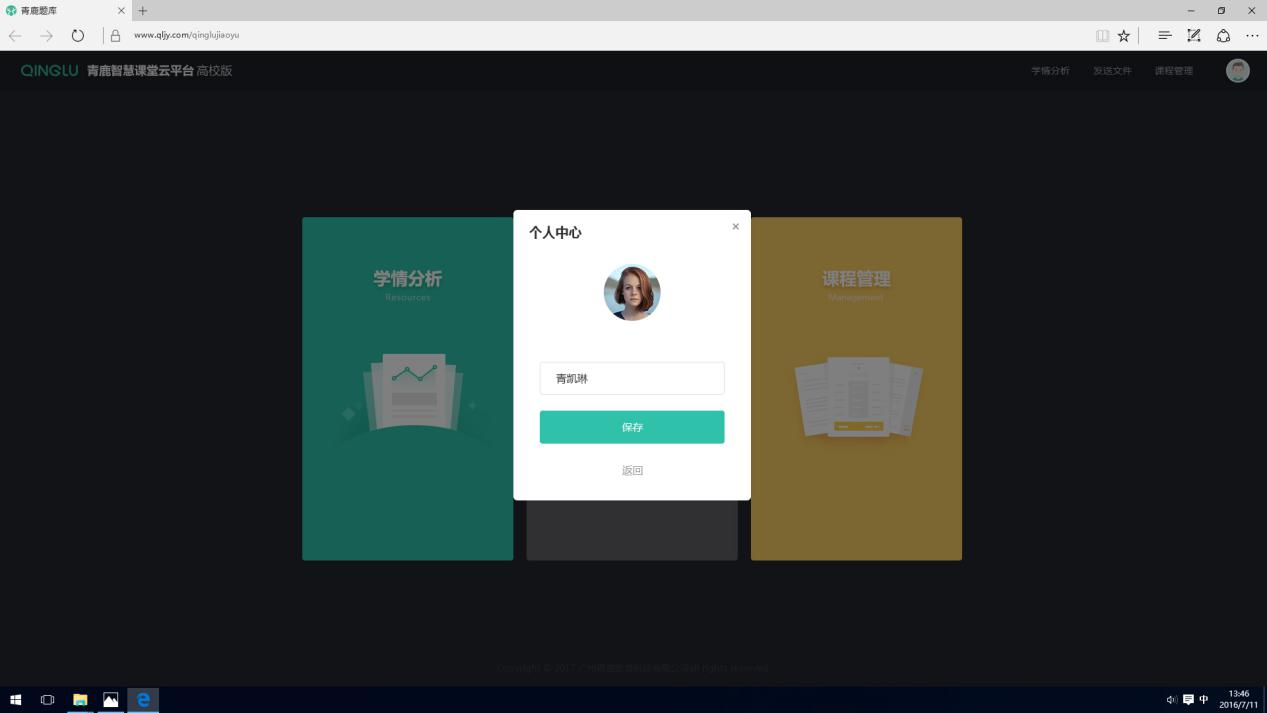 青鹿题库
www.qljy.com/qinglujiaoyu
QINGLU 青鹿智慧课堂云平台 高校版
学情分析 发送文件 课程管理
个人中心
学情分析
Resources
课程管理
Management
青凯琳
保存
返回
中
13:46
2016/7/11